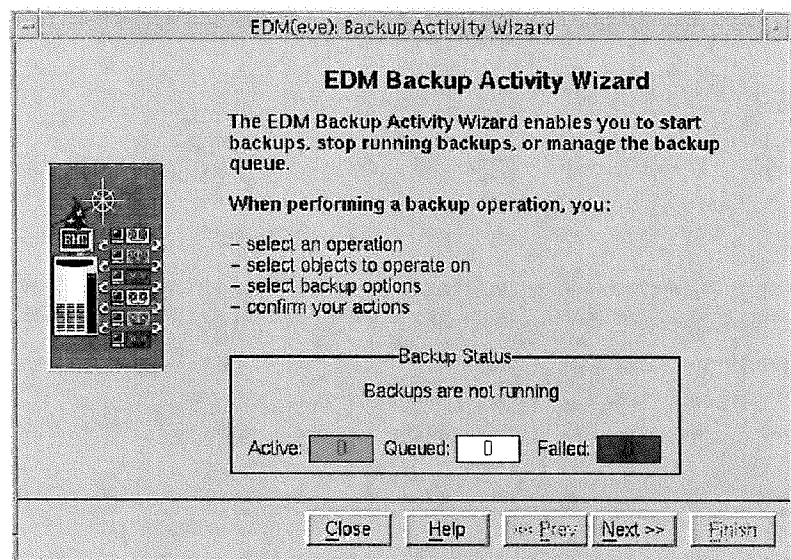 EDM(eve): Backup Activity Wizard
EDM Backup Activity Wizard
The EDM Backup Activity Wizard enables you to start
backups, stop running backups, or manage the backup
queue.
When performing a backup operation, you:
– select an operation
– select objects to operate on
– select backup options
– confirm your actions
EMC
Backup Status
Backups are not running
Active: 0 Queued: 0 Failed: 0
Close Help << Prev Next >> Finish